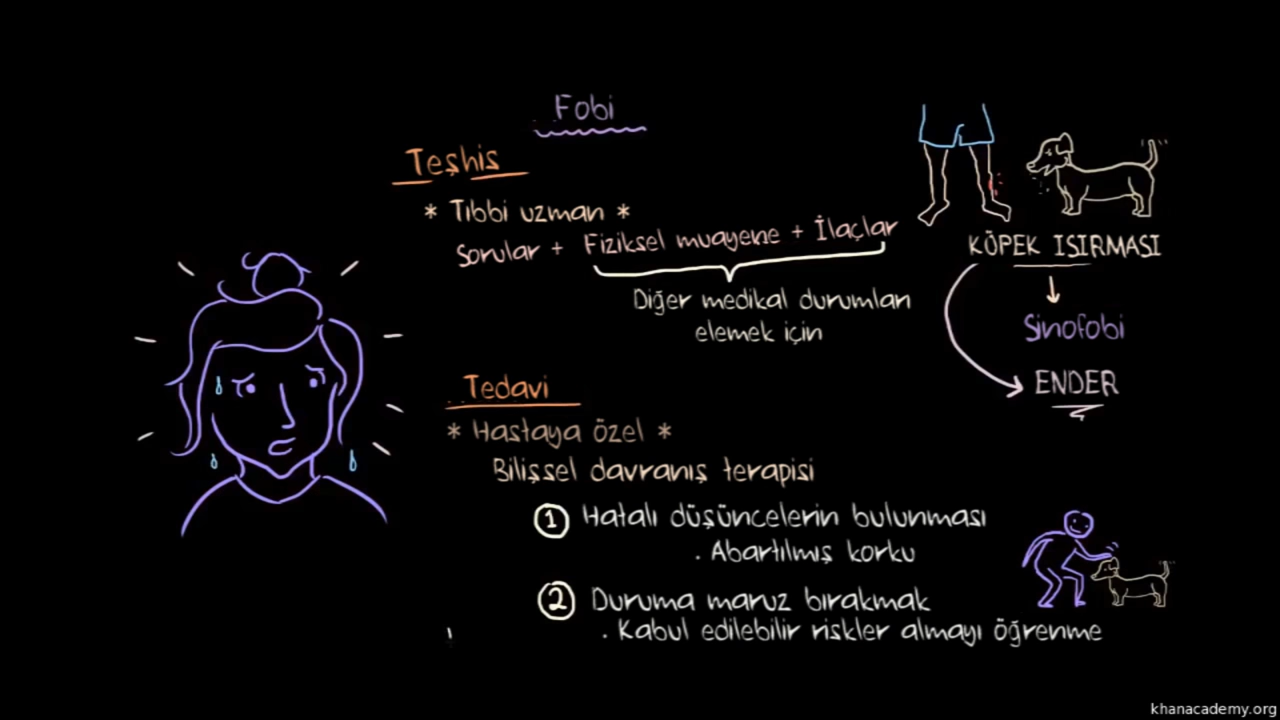 Fobi
Teşhis
* Tıbbi uzman *
Sorular + Fiziksel muayene + İlaçlar
Diğer medikal durumları
elemek için
KÖPEK ISIRMASI
Sinofobi
ENDER
Tedavi
* Hastaya özel *
Bilişsel davranış terapisi
1 Hatalı düşüncelerin bulunması
. Abartılmış korku
2 Duruma maruz bırakmak
. Kabul edilebilir riskler almayı öğrenme
khanacademy.org